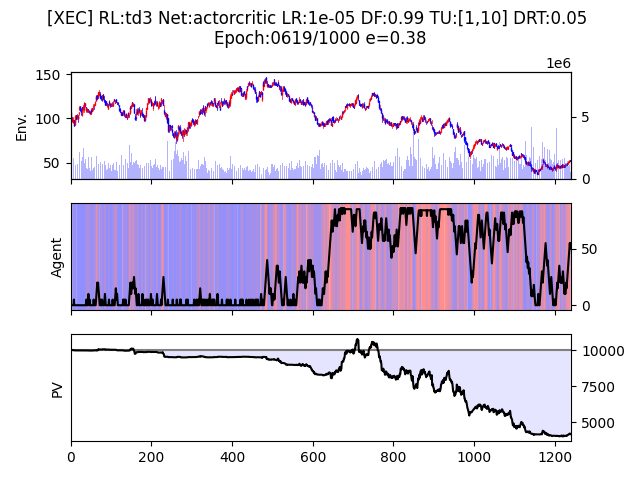 [XEC] RL:td3 Net:actorcritic LR:1e-05 DF:0.99 TU:[1,10] DRT:0.05
Epoch:0619/1000 e=0.38
1e6
150
100
50
Env.
5
0
Agent
50
0
PV
10000
7500
5000
0 200 400 600 800 1000 1200